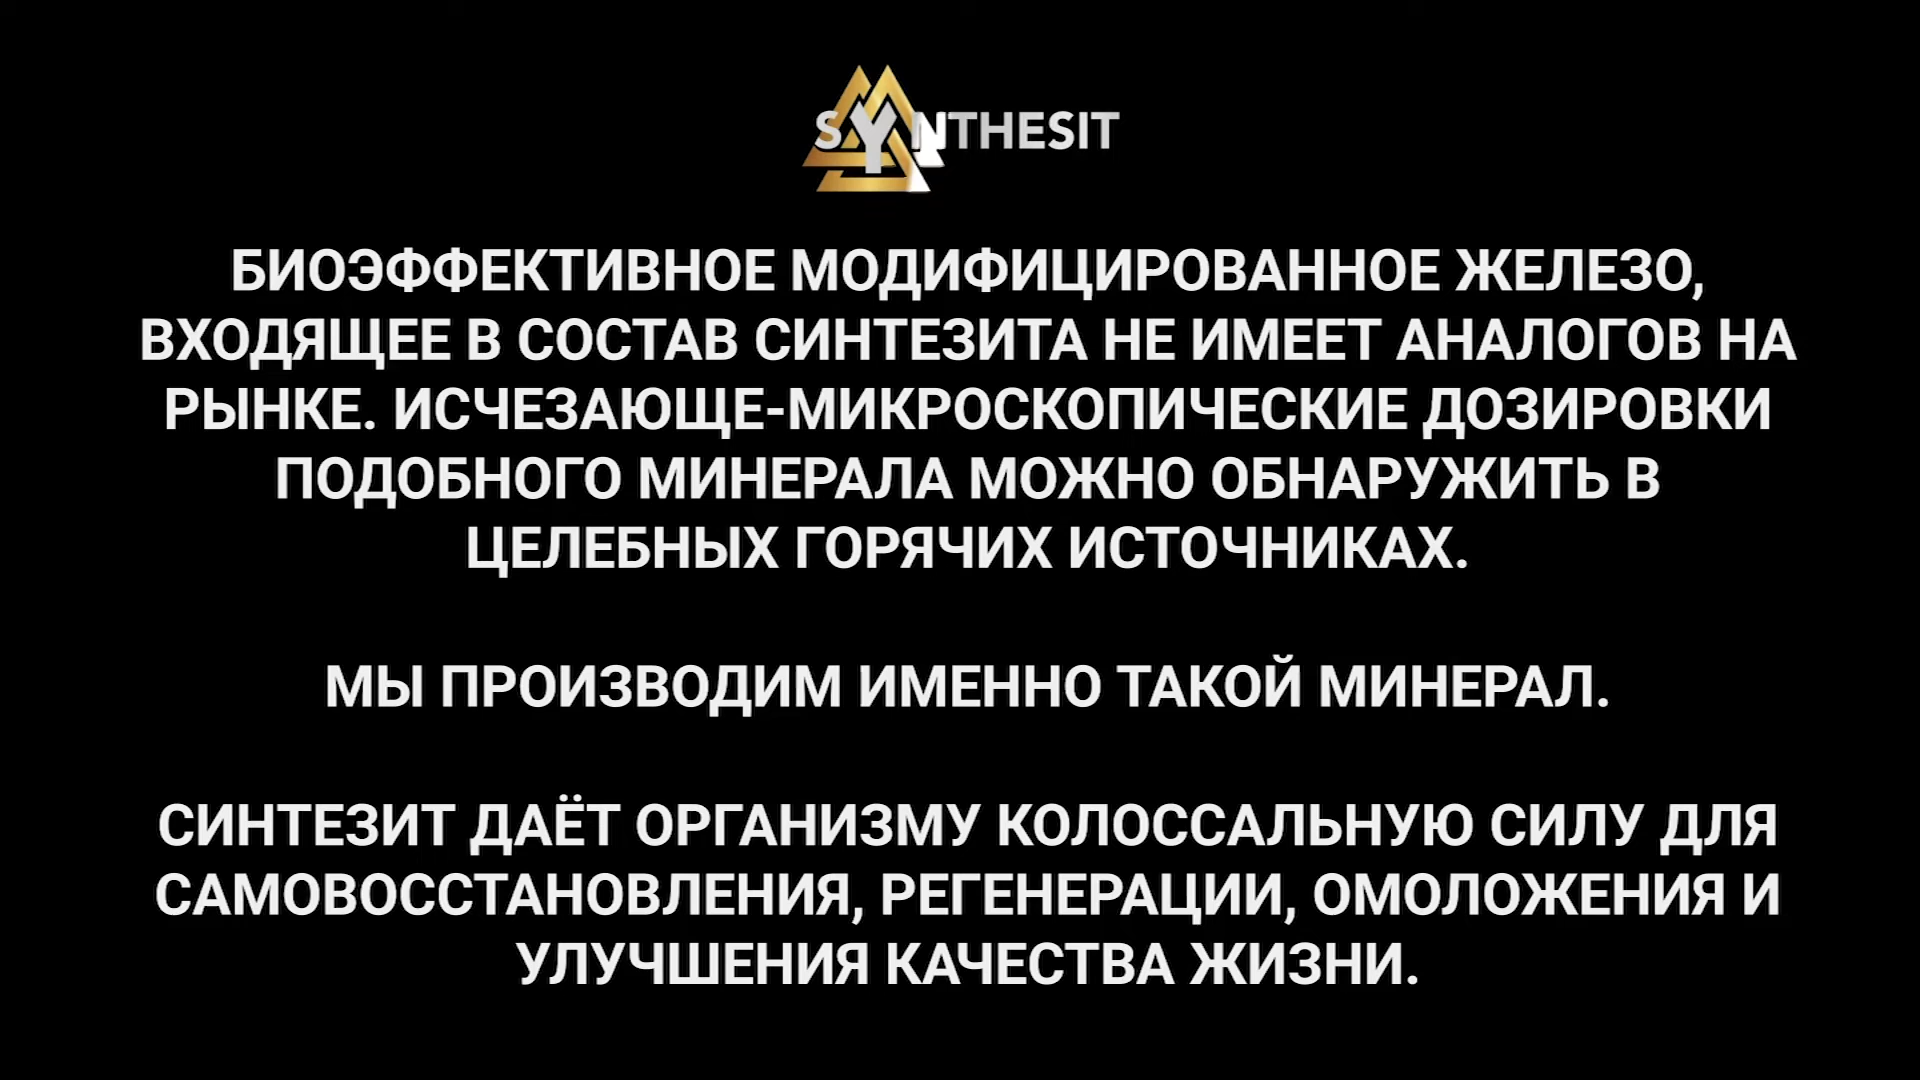 SYNTHESIT
БИОЭФФЕКТИВНОЕ МОДИФИЦИРОВАННОЕ ЖЕЛЕЗО,
ВХОДЯЩЕЕ В СОСТАВ СИНТЕЗИТА НЕ ИМЕЕТ АНАЛОГОВ НА
РЫНКЕ. ИСЧЕЗАЮЩЕ-МИКРОСКОПИЧЕСКИЕ ДОЗИРОВКИ
ПОДОБНОГО МИНЕРАЛА МОЖНО ОБНАРУЖИТЬ В
ЦЕЛЕБНЫХ ГОРЯЧИХ ИСТОЧНИКАХ.
МЫ ПРОИЗВОДИМ ИМЕННО ТАКОЙ МИНЕРАЛ.
СИНТЕЗИТ ДАЁТ ОРГАНИЗМУ КОЛОССАЛЬНУЮ СИЛУ ДЛЯ
САМОВОССТАНОВЛЕНИЯ, РЕГЕНЕРАЦИИ, ОМОЛОЖЕНИЯ И
УЛУЧШЕНИЯ КАЧЕСТВА ЖИЗНИ.